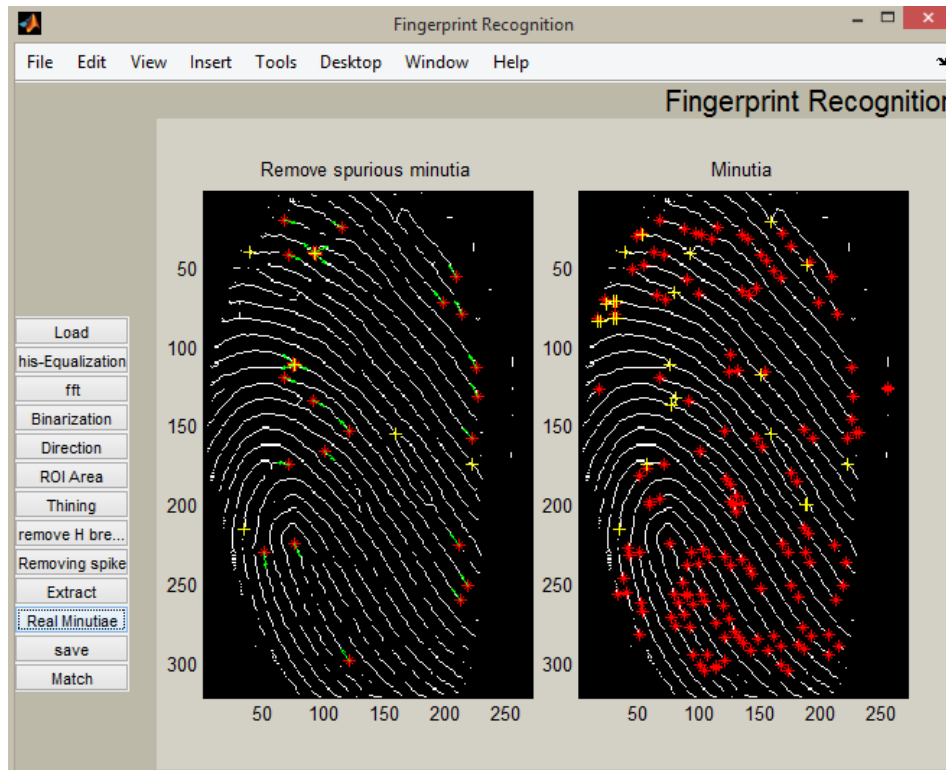 Fingerprint Recognition
File Edit View Insert Tools Desktop Window Help
Fingerprint Recognition
Load
his-Equalization
fft
Binarization
Direction
ROI Area
Thining
remove H bre...
Removing spike
Extract
Real Minutiae
save
Match
Remove spurious minutia
50
100
150
200
250
300
50 100 150 200 250
Minutia
50
100
150
200
250
300
50 100 150 200 250